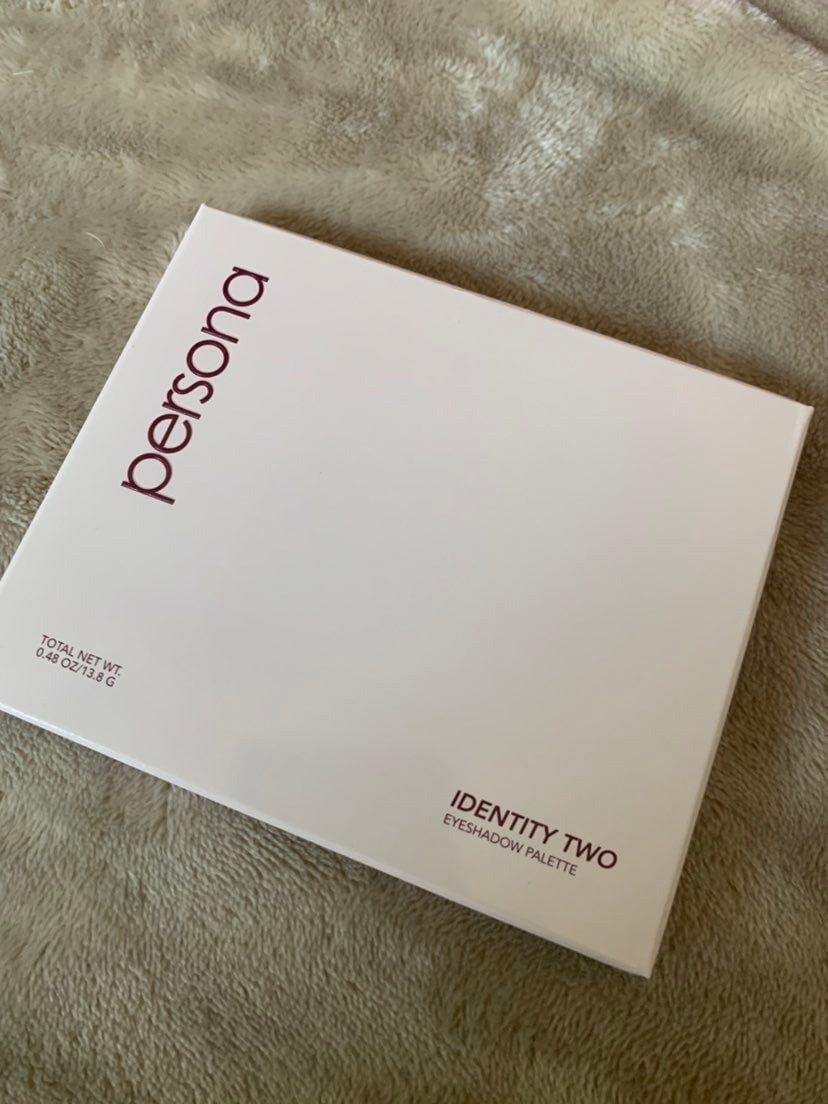 persona
TOTAL NET WT.
0.48 OZ/13.8 G
IDENTITY TWO
EYESHADOW PALETTE